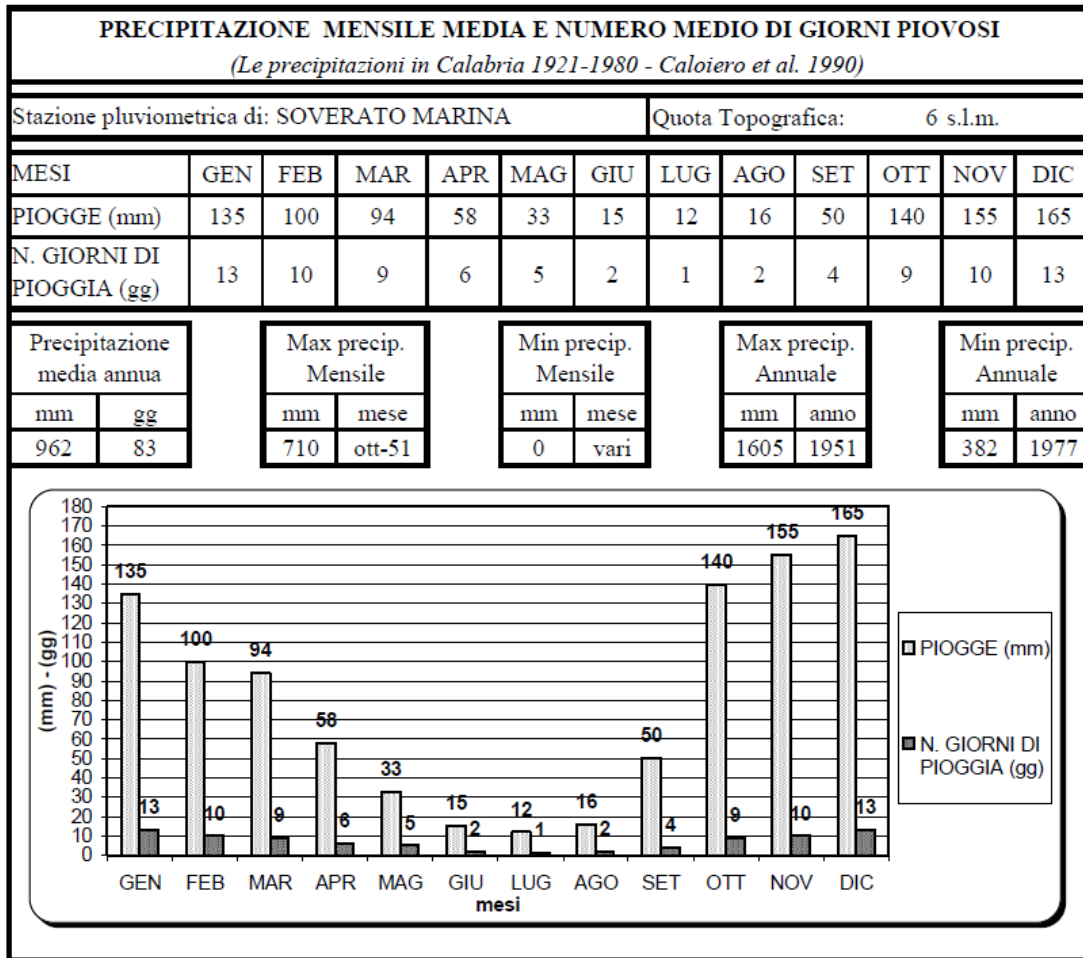 PRECIPITAZIONE MENSILE MEDIA E NUMERO MEDIO DI GIORNI PIOVOSI
(Le precipitazioni in Calabria 1921-1980 - Caloiero et al. 1990)
Stazione pluviometrica di: SOVERATO MARINA Quota Topografica: 6 s.l.m.
MESI GEN FEB MAR APR MAG GIU LUG AGO SET OTT NOV DIC
PIOGGE (mm) 135 100 94 58 33 15 12 16 50 140 155 165
N. GIORNI DI
PIOGGIA (gg) 13 10 9 6 5 2 1 2 4 9 10 13
Precipitazione Max precip. Min precip. Max precip. Min precip.
media annua Mensile Mensile Annuale Annuale
mm gg mm mese mm mese mm anno mm anno
962 83 710 ott-51 0 vari 1605 1951 382 1977
180
170
160
150
140
130
120
110
100
90
80
70
60
50
40
30
20
10
0
(mm) - (gg)
135 100 94 58 33 15 12 16 50 140 155 165
13 10 9 6 5 2 1 2 4 9 10 13
GEN FEB MAR APR MAG GIU LUG AGO SET OTT NOV DIC
mesi
PIOGGE (mm)
N. GIORNI DI
PIOGGIA (gg)